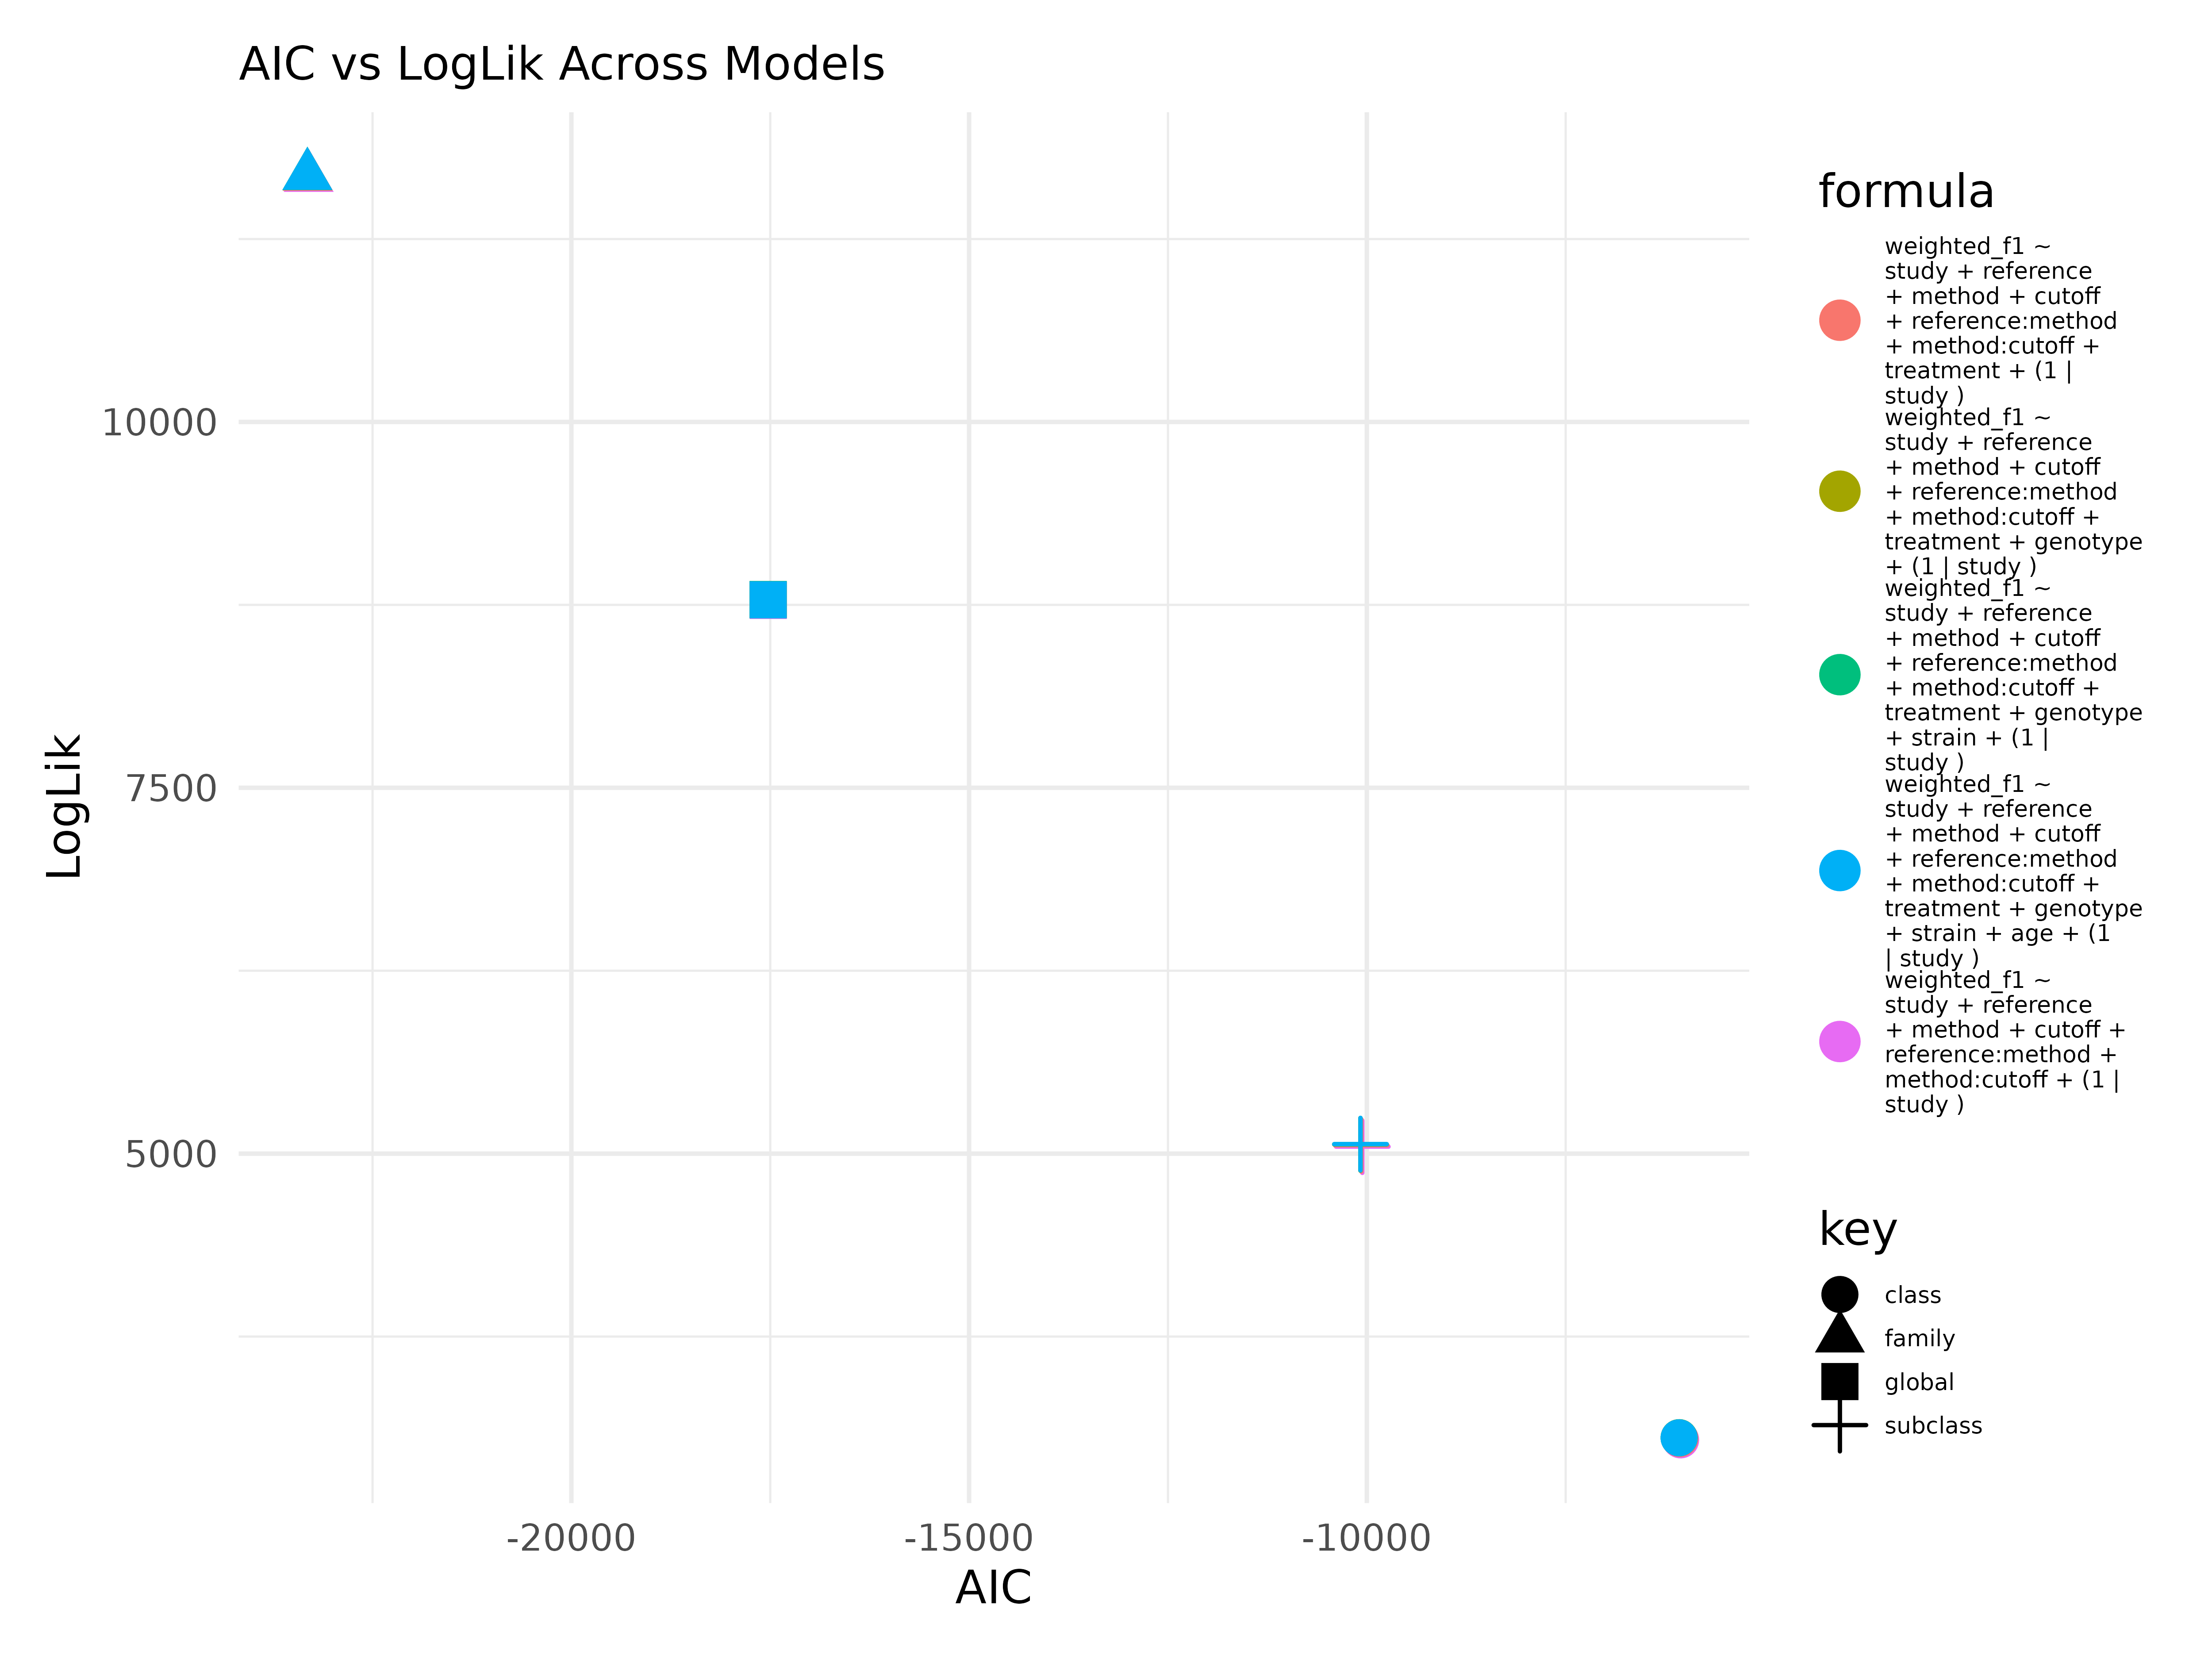 AIC vs LogLik Across Models
LogLik
10000
7500
5000
-20000
-15000
-10000
AIC
formula
weighted_f1 ~
study + reference
+ method + cutoff
+ reference:method
+ method:cutoff +
treatment + (1 |
study )
weighted_f1 ~
study + reference
+ method + cutoff
+ reference:method
+ method:cutoff +
treatment + genotype
+ (1 | study )
weighted_f1 ~
study + reference
+ method + cutoff
+ reference:method
+ method:cutoff +
treatment + genotype
+ strain + (1 |
study )
weighted_f1 ~
study + reference
+ method + cutoff
+ reference:method
+ method:cutoff +
treatment + genotype
+ strain + age + (1
| study )
weighted_f1 ~
study + reference
+ method + cutoff +
reference:method +
method:cutoff + (1 |
study )
key
class
family
global
subclass